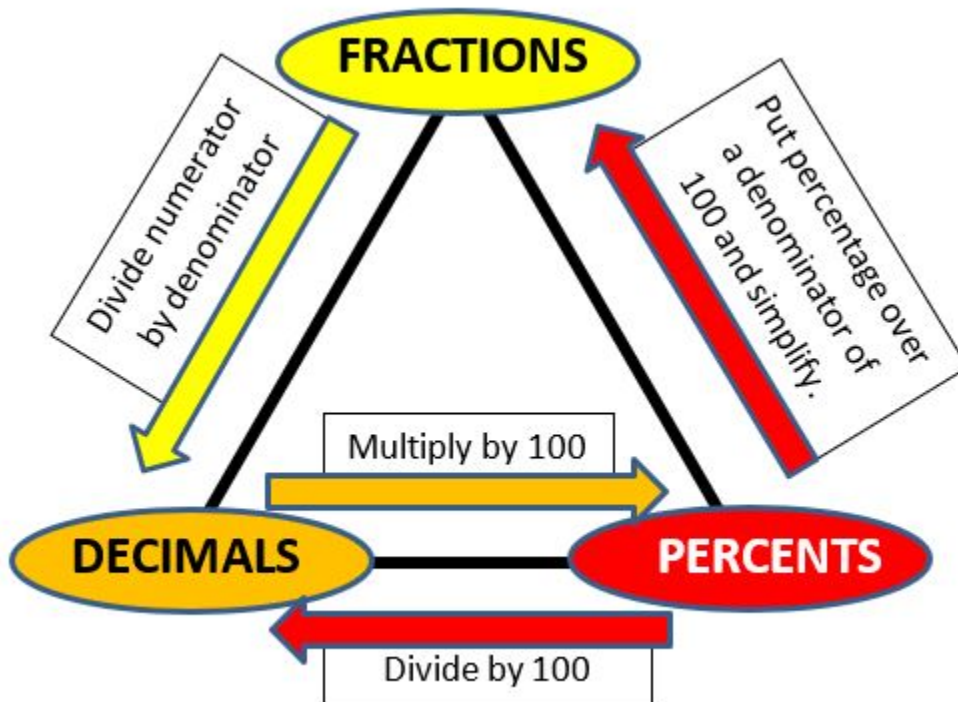 FRACTIONS
Divide numerator
by denominator
Put percentage over
a denominator of
100 and simplify.
Multiply by 100
DECIMALS
PERCENTS
Divide by 100